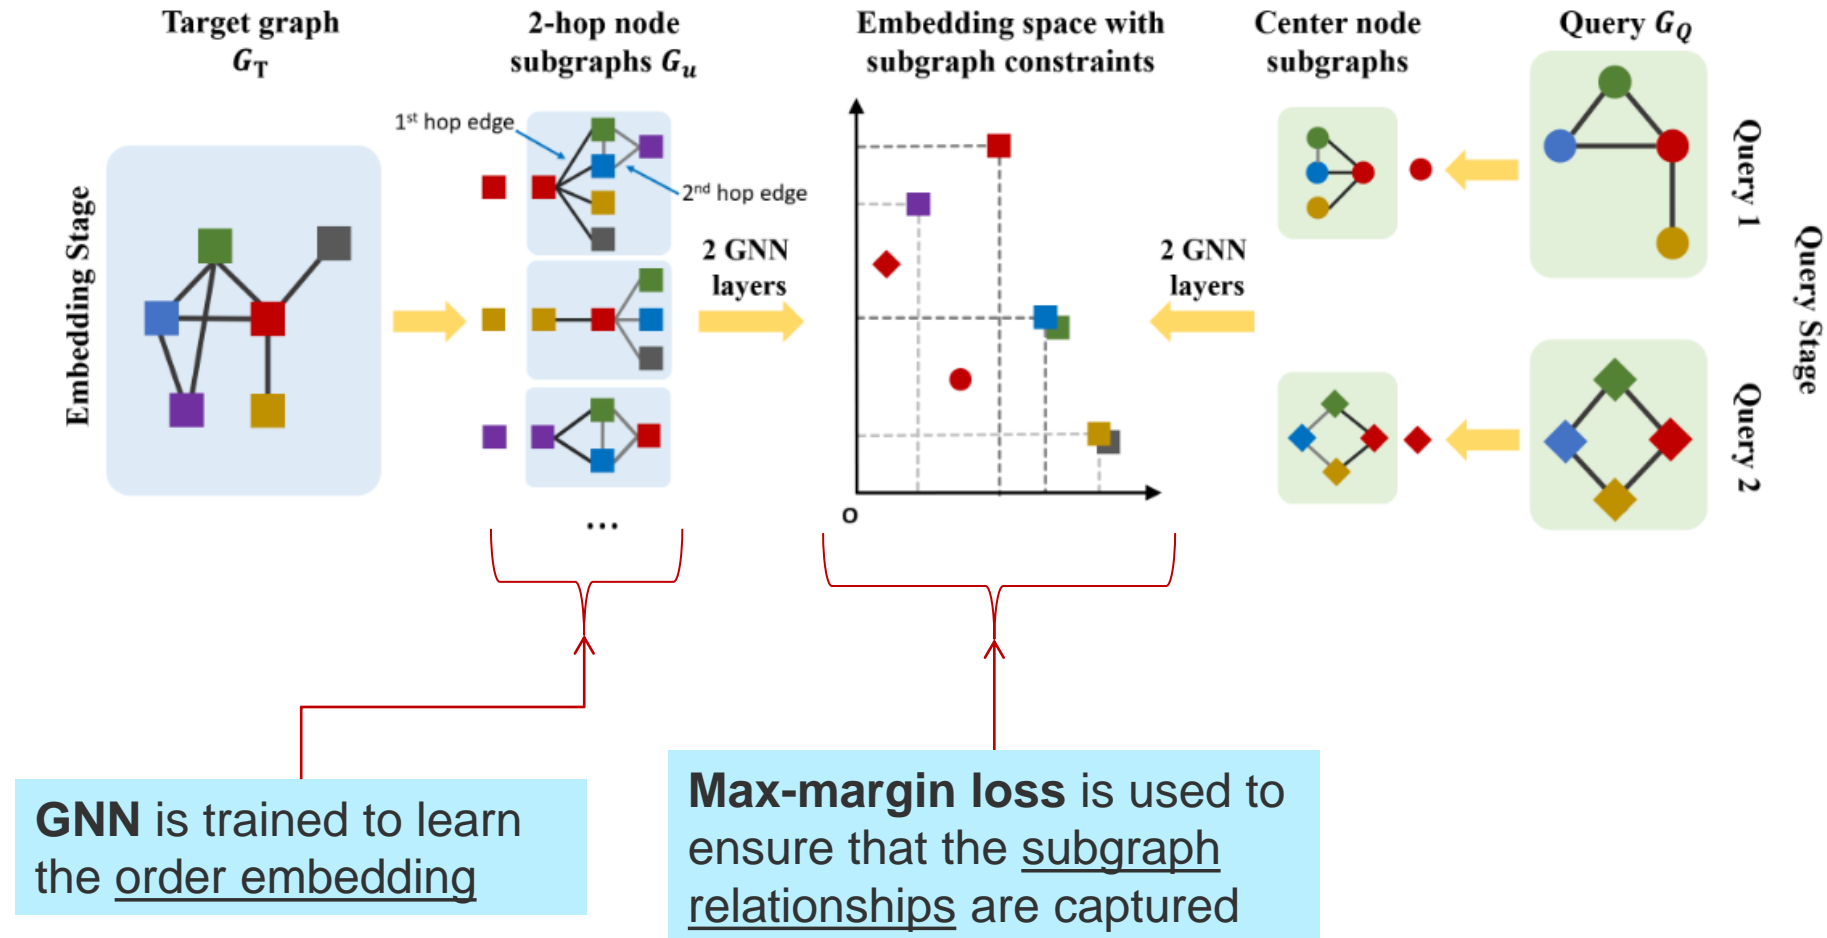 Target graph
G_T
2-hop node
subgraphs G_u
Embedding space with
subgraph constraints
Center node
subgraphs
Query G_Q
Embedding Stage
1st hop edge
2nd hop edge
2 GNN
layers
...
O
2 GNN
layers
Query 1
Query 2
Query Stage
GNN is trained to learn
the order embedding
Max-margin loss is used to
ensure that the subgraph
relationships are captured